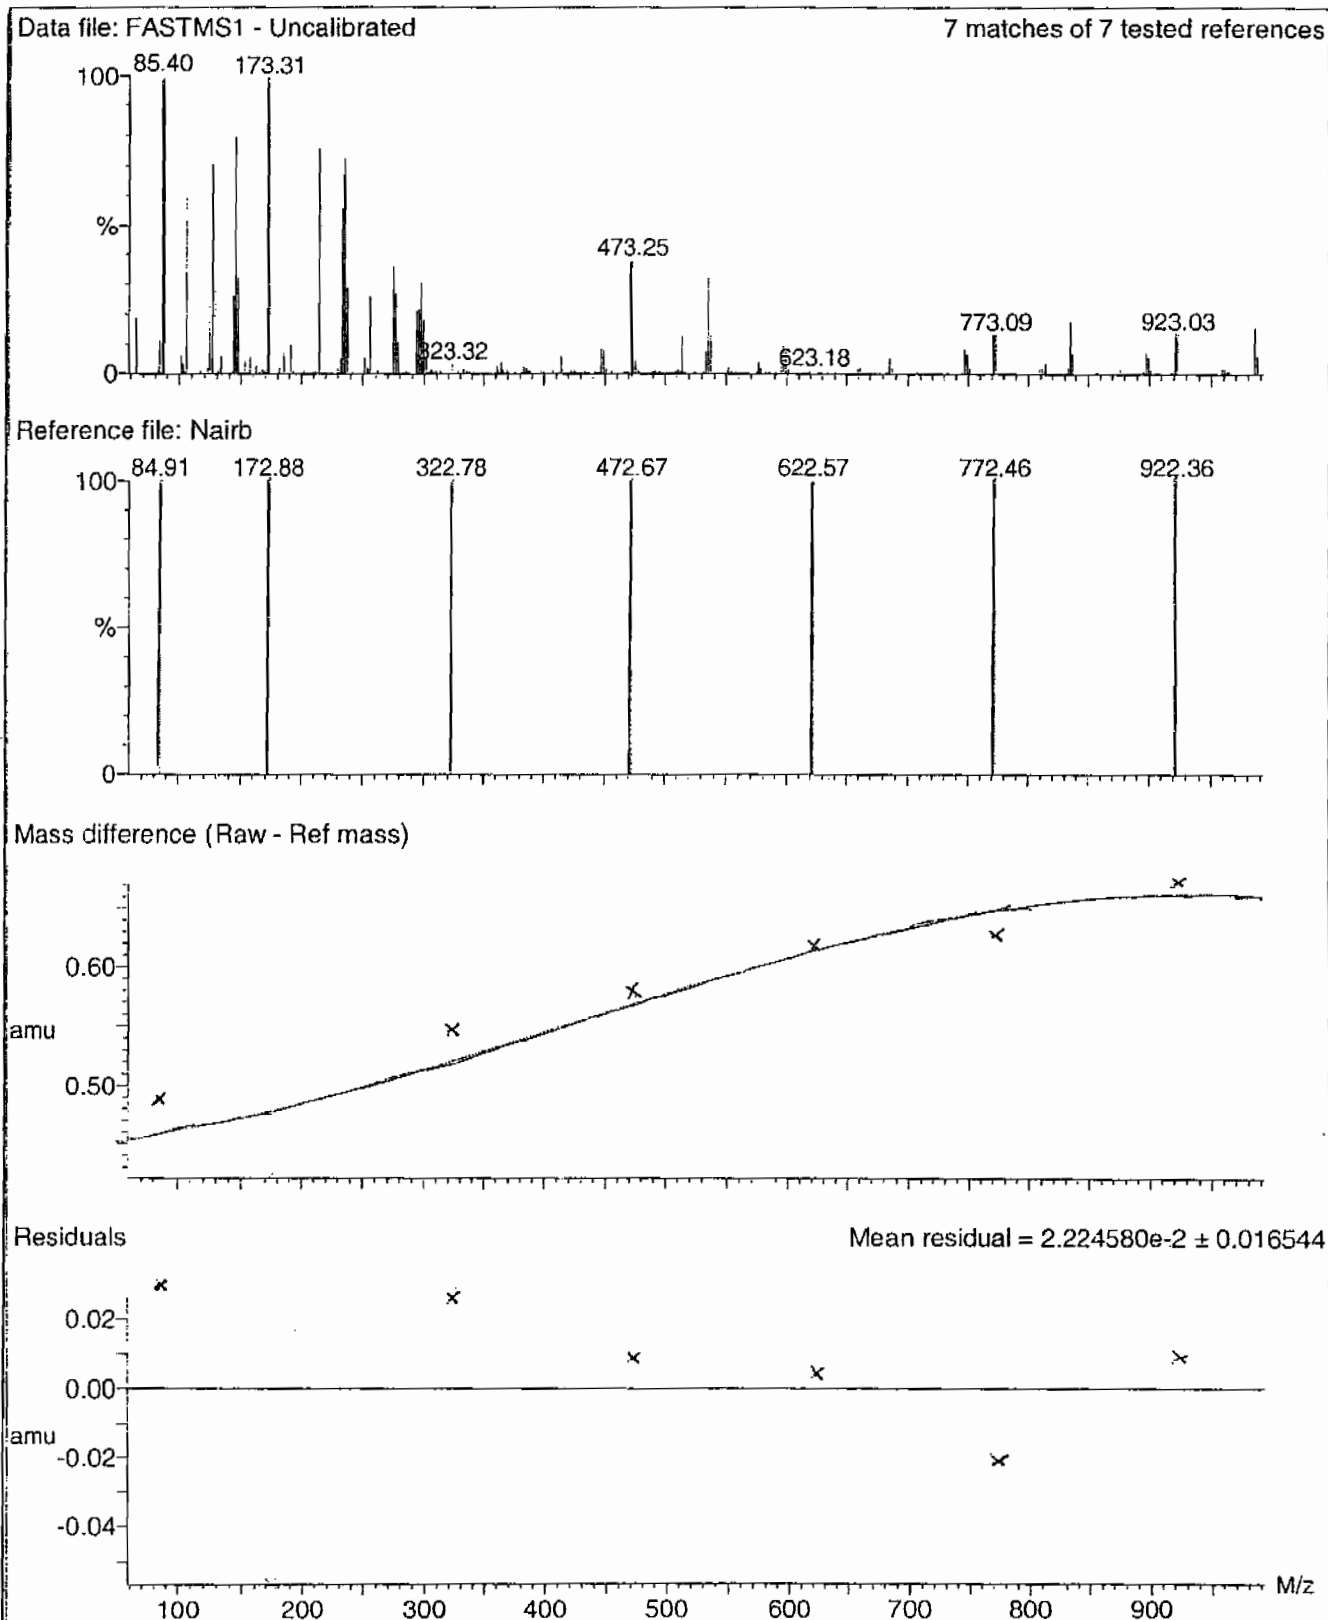 Data file: FASTMS1 - Uncalibrated 7 matches of 7 tested references
85.40 173.31
100
%
473.25
773.09 923.03
323.32 623.18
0
Reference file: Nairb
84.91 172.88 322.78 472.67 622.57 772.46 922.36
100
%
0
Mass difference (Raw - Ref mass)
0.60
amu
0.50
Residuals Mean residual = 2.224580e-2 ± 0.016544
0.02
0.00
amu
-0.02
-0.04
M/z
100 200 300 400 500 600 700 800 900